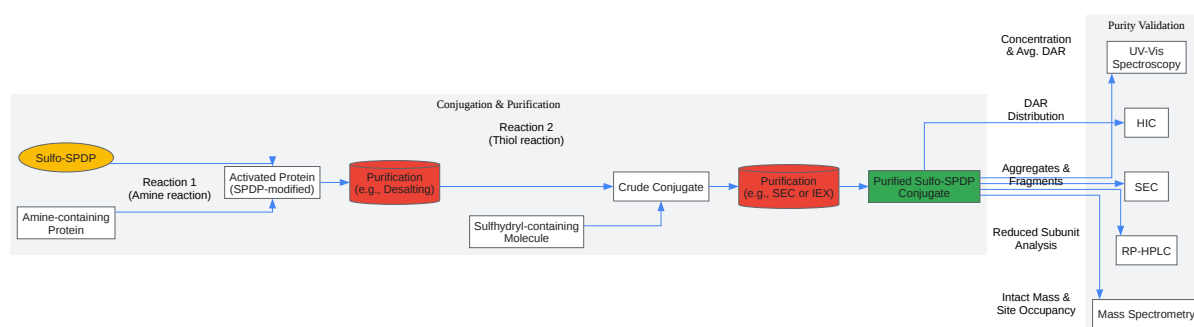 Purity Validation
Concentration
& Avg. DAR
UV-Vis
Spectroscopy
Conjugation & Purification
DAR
Distribution
HIC
Reaction 2
(Thiol reaction)
Sulfo-SPDP
Reaction 1
(Amine reaction)
Activated Protein
(SPDP-modified)
Purification
(e.g., Desalting)
Crude Conjugate
Purification
(e.g., SEC or IEX)
Purified Sulfo-SPDP
Conjugate
Aggregates &
Fragments
SEC
Amine-containing
Protein
Sulfhydryl-containing
Molecule
Reduced Subunit
Analysis
RP-HPLC
Intact Mass &
Site Occupancy
Mass Spectrometry